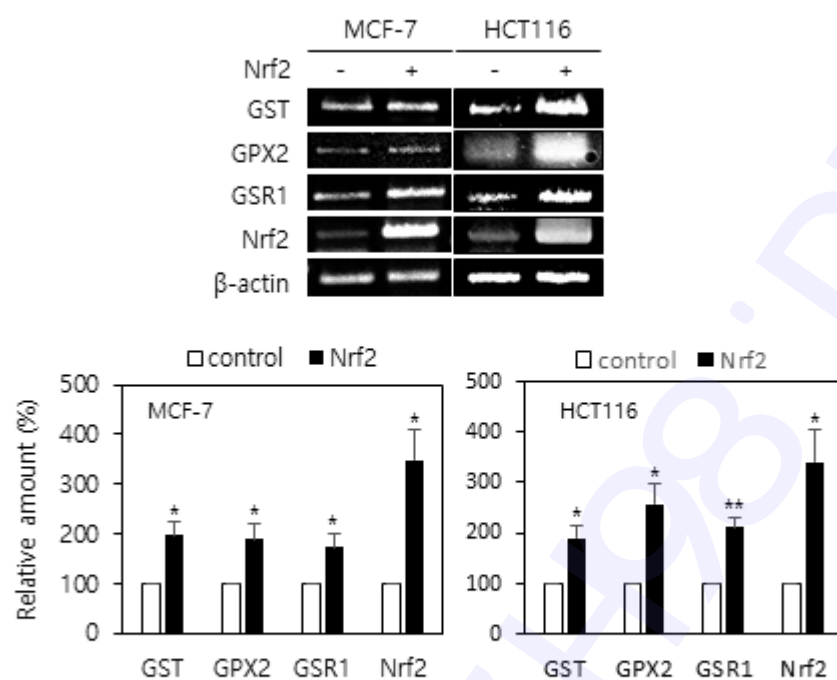 MCF-7 HCT116
Nrf2 - + - +
GST
GPX2
GSR1
Nrf2
β-actin
□ control ■ Nrf2
500
400
300
200
100
0
Relative amount (%)
MCF-7
* * * *
GST GPX2 GSR1 Nrf2
□ control ■ Nrf2
500
400
300
200
100
0
HCT116
* * ** *
GST GPX2 GSR1 Nrf2